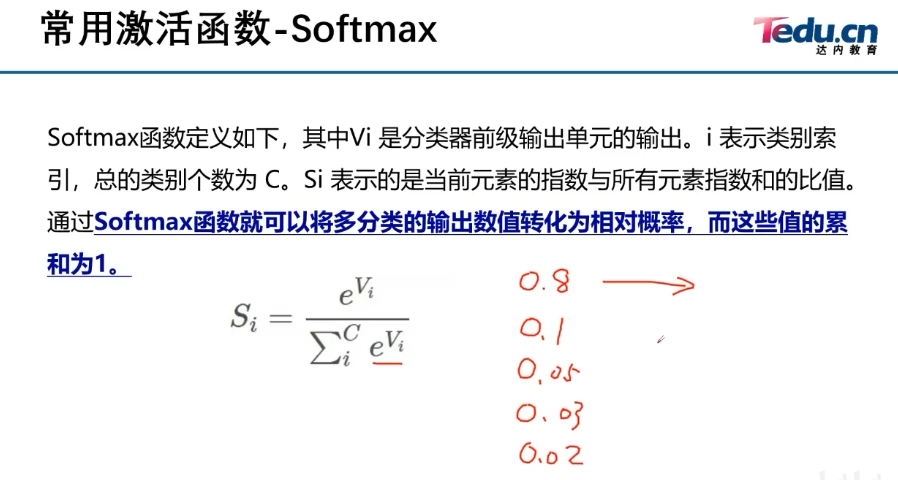 常用激活函数-Softmax
Tedu.cn
达内教育
Softmax函数定义如下，其中Vi 是分类器前级输出单元的输出。i 表示类别索
引，总的类别个数为 C。Si 表示的是当前元素的指数与所有元素指数和的比值。
通过Softmax函数就可以将多分类的输出数值转化为相对概率，而这些值的累
和为1。
S_i = \frac{e^{V_i}}{\sum_i^C e^{V_i}}
0.8
0.1
0.05
0.03
0.02